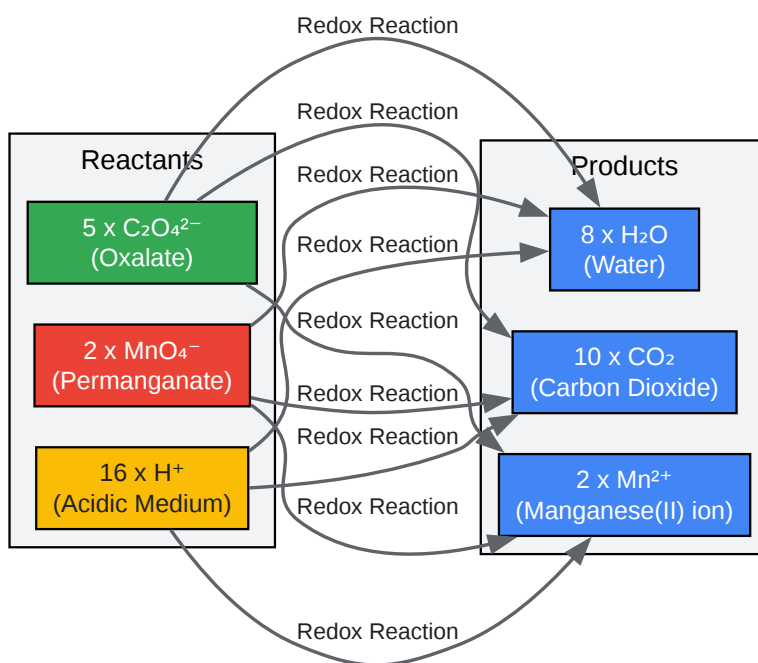 Redox Reaction
Redox Reaction
Reactants
Products
Redox Reaction
5 x C₂O₄²⁻
(Oxalate)
8 x H₂O
(Water)
Redox Reaction
Redox Reaction
2 x MnO₄⁻
(Permanganate)
10 x CO₂
(Carbon Dioxide)
Redox Reaction
Redox Reaction
16 x H⁺
(Acidic Medium)
2 x Mn²⁺
(Manganese(II) ion)
Redox Reaction
Redox Reaction